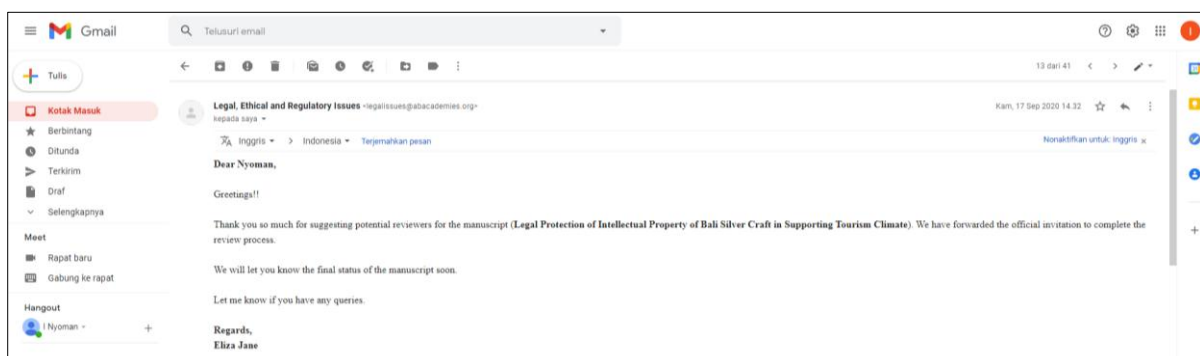 Gmail
Telusuri email
Tulis
13 dari 41
Kotak Masuk
Berbintang
Ditunda
Terkirim
Draf
Selengkapnya
Meet
Rapat baru
Gabung ke rapat
Hangout
I Nyoman
Legal, Ethical and Regulatory Issues <legalissues@abacademies.org>
Kam, 17 Sep 2020 14.32
kepada saya
Inggris > Indonesia Terjemahkan pesan
Nonaktifkan untuk: Inggris x
Dear Nyoman,
Greetings!!
Thank you so much for suggesting potential reviewers for the manuscript (Legal Protection of Intellectual Property of Bali Silver Craft in Supporting Tourism Climate). We have forwarded the official invitation to complete the
review process.
We will let you know the final status of the manuscript soon.
Let me know if you have any queries.
Regards,
Eliza Jane